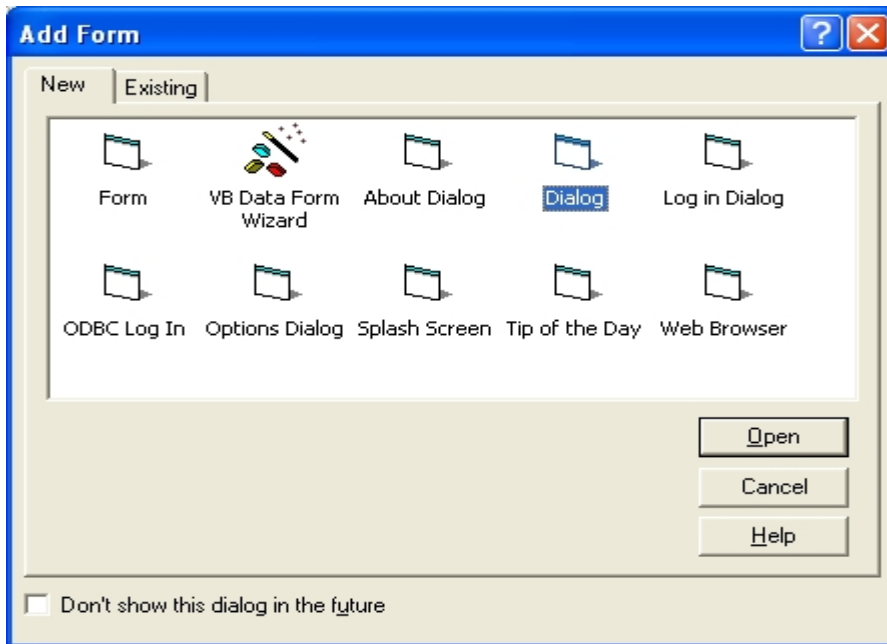 Add Form
New
Existing
Form
VB Data Form
Wizard
About Dialog
Dialog
Log in Dialog
ODBC Log In
Options Dialog
Splash Screen
Tip of the Day
Web Browser
Open
Cancel
Help
Don't show this dialog in the future